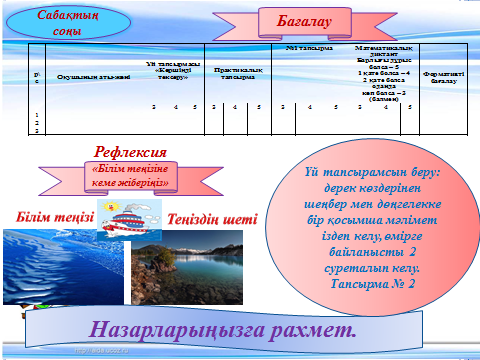 Сабақтың
соңы
Бағалау
р\с
Оқушының аты-жөні
Үй тапсырмасы
«Көршіңді
тексеру»
Практикалық
тапсырма
№1 тапсырма
Математикалық
диктант
Барлығы дұрыс
болса – 5
1 қате болса – 4
2 қате болса
одан да
көп болса – 3
(балмен)
Формативті
бағалау
3 4 5 3 4 5 3 4 5 3 4 5
1
2
3
Рефлексия
«Білім теңізіне
кеме жіберіңіз»
Білім теңізі
Теңіздің шеті
Үй тапсырамсын беру:
дерек көздерінен
шеңбер мен дөңгелекке
бір қосымша мәлімет
іздеп келу, өмірге
байланысты 2
суреталып келу.
Тапсырма № 2
Назарларыңызға рахмет.